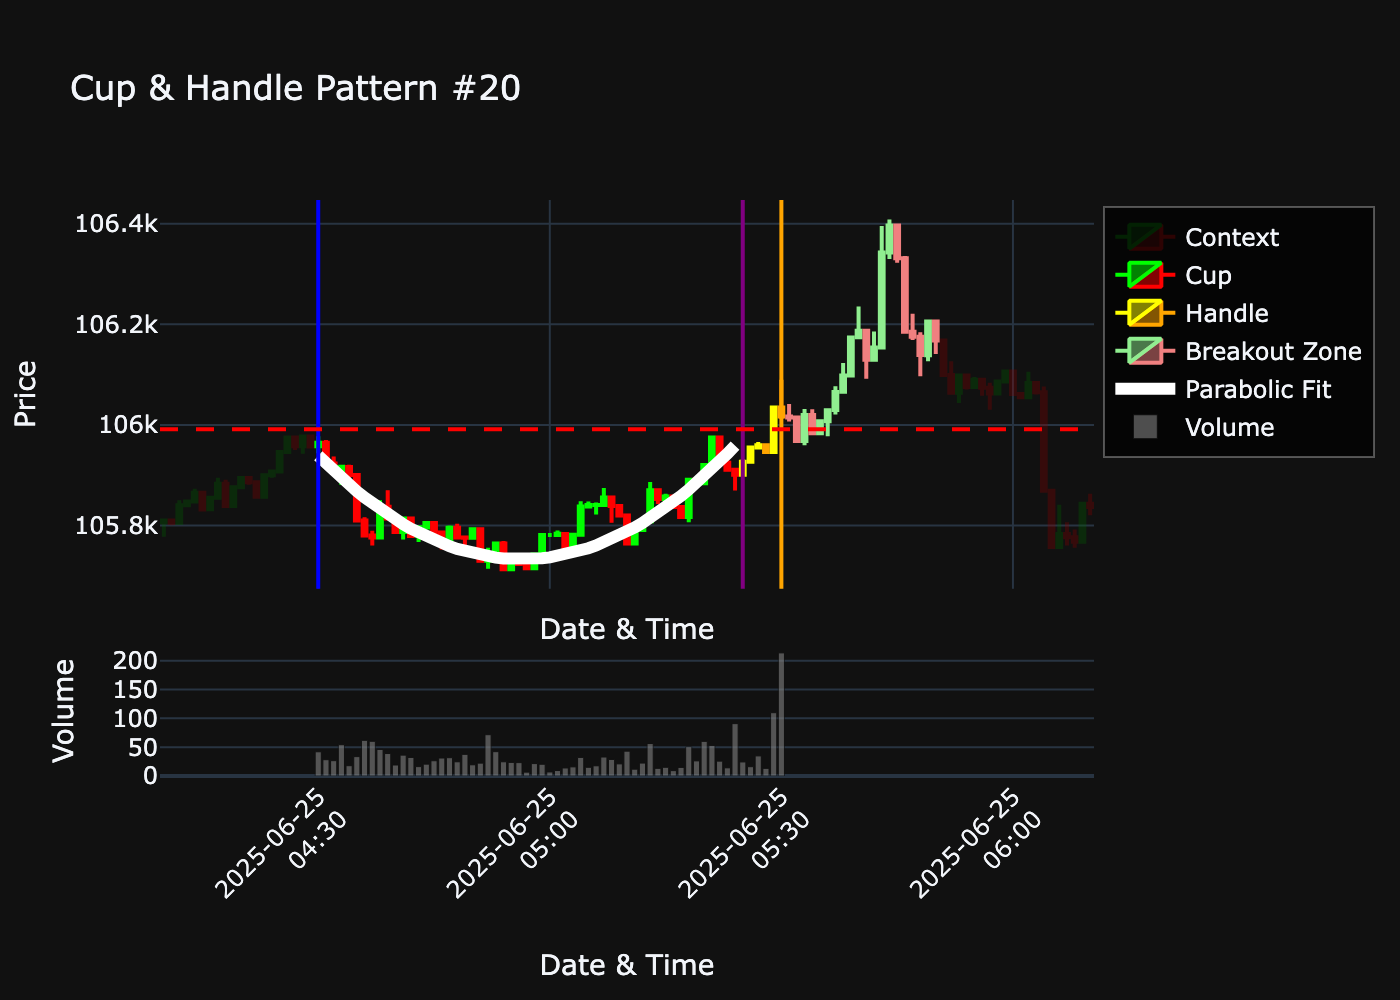 Cup & Handle Pattern #20
106.4k
106.2k
106k
105.8k
Price
Context
Cup
Handle
Breakout Zone
Parabolic Fit
Volume
Date & Time
200
150
100
50
0
Volume
2025-06-25
04:30
2025-06-25
05:00
2025-06-25
05:30
2025-06-25
06:00
Date & Time